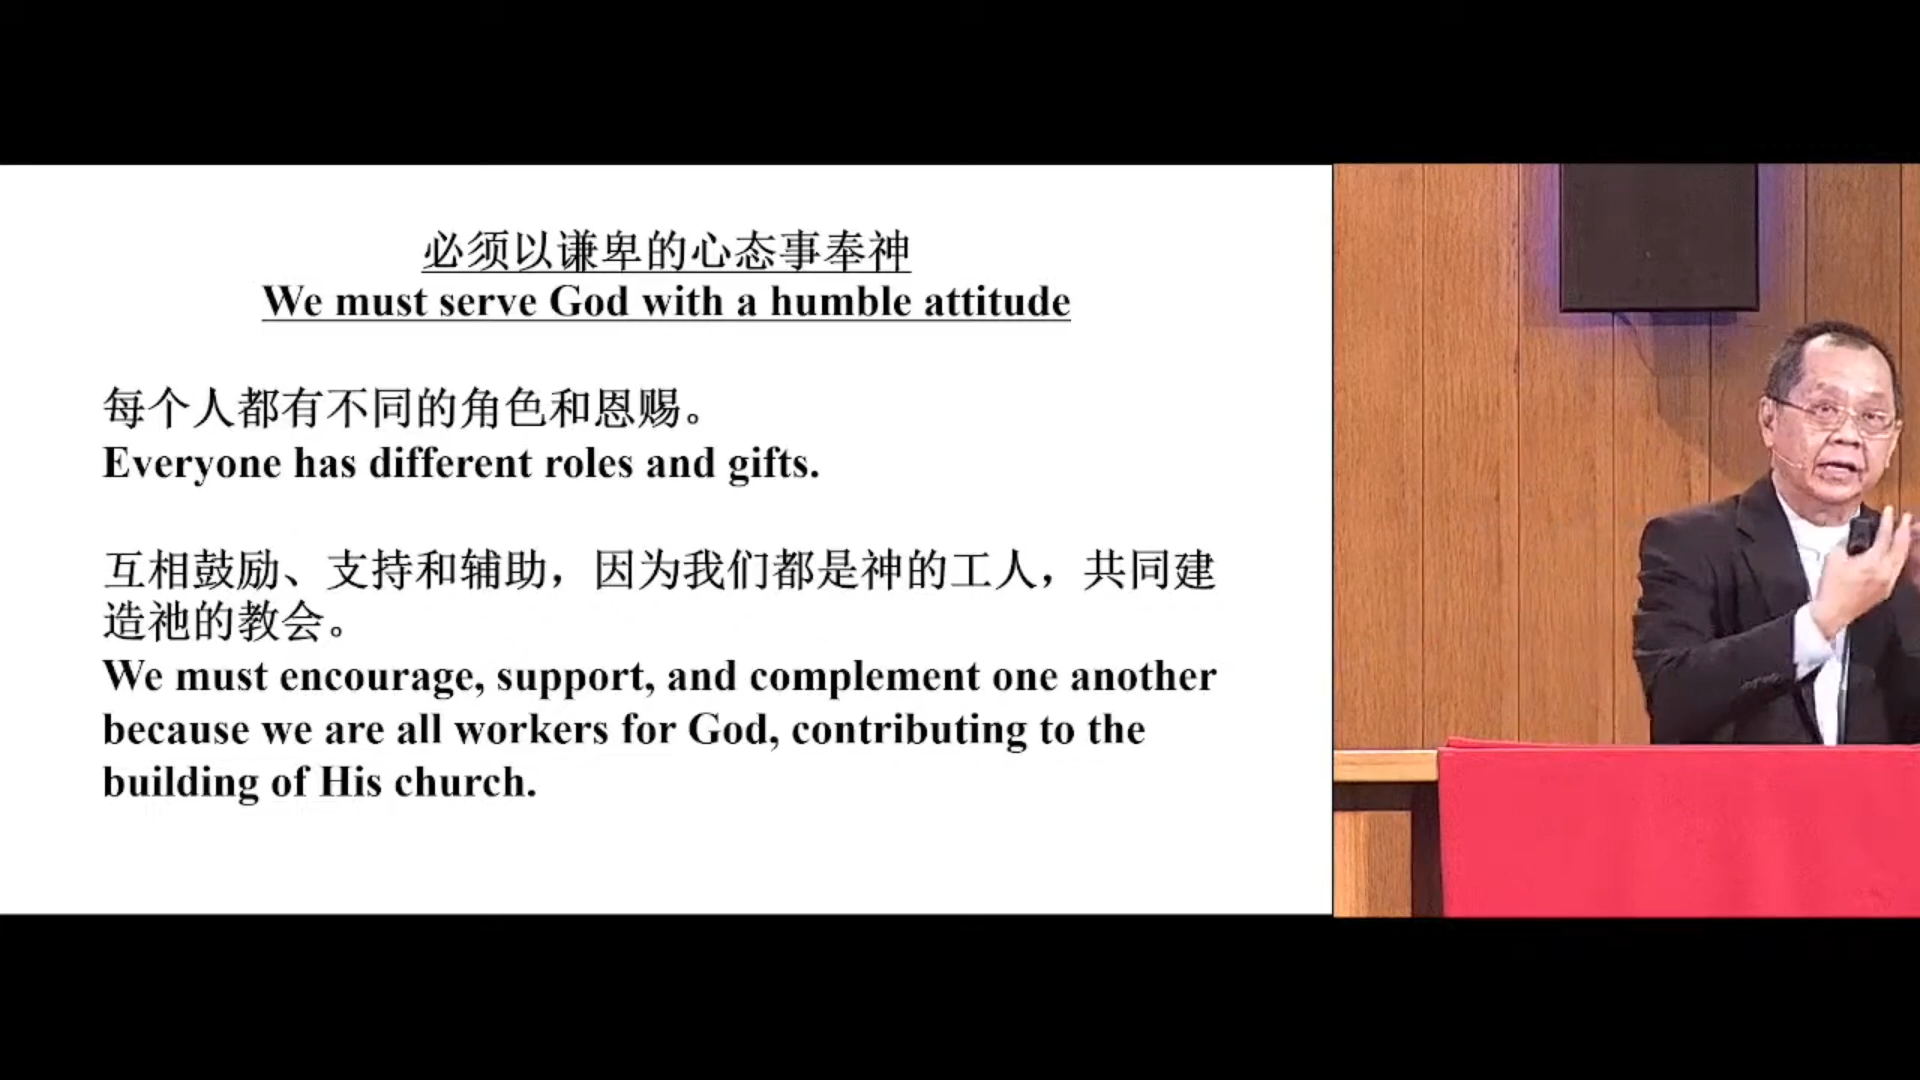 必须以谦卑的心态事奉神
We must serve God with a humble attitude
每个人都有不同的角色和恩赐。
Everyone has different roles and gifts.
互相鼓励、支持和辅助，因为我们都是神的工人，共同建
造祂的教会。
We must encourage, support, and complement one another
because we are all workers for God, contributing to the
building of His church.